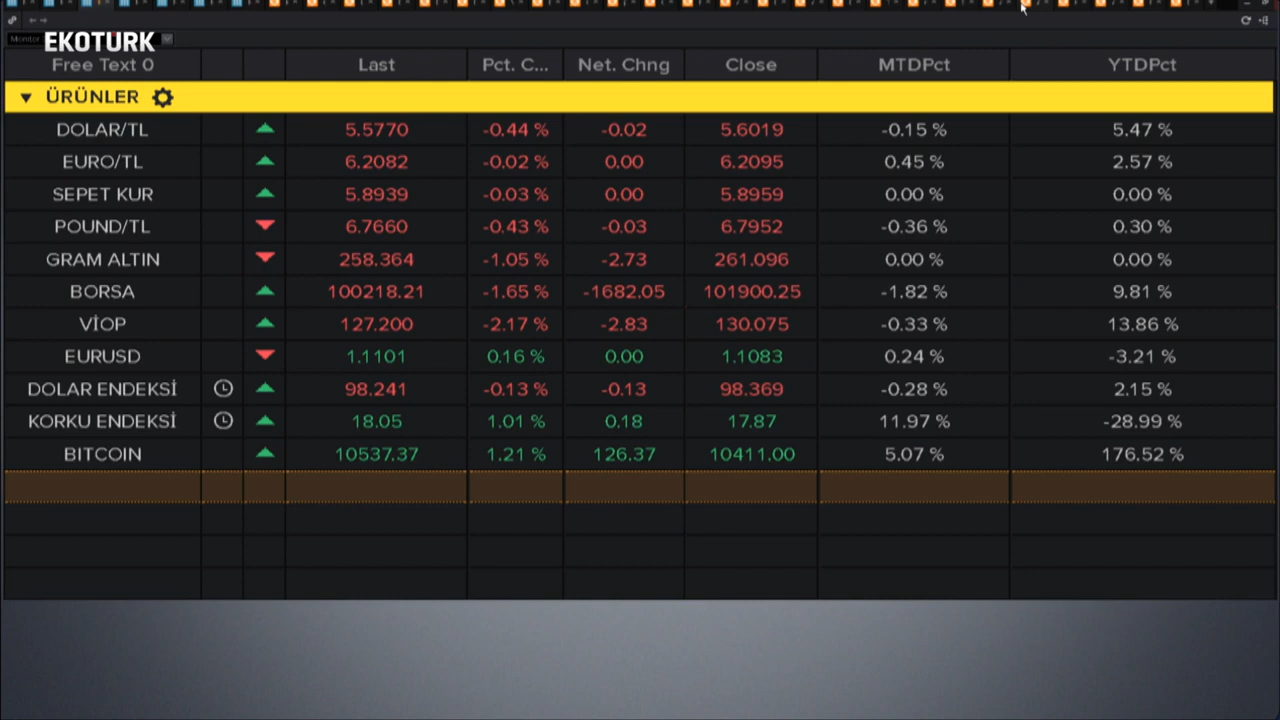 Monitor
EKOTURK
Free Text 0 Last Pct. C... Net. Chng Close MTDPct YTDPct
ÜRÜNLER
DOLAR/TL 5.5770 -0.44 % -0.02 5.6019 -0.15 % 5.47 %
EURO/TL 6.2082 -0.02 % 0.00 6.2095 0.45 % 2.57 %
SEPET KUR 5.8939 -0.03 % 0.00 5.8959 0.00 % 0.00 %
POUND/TL 6.7660 -0.43 % -0.03 6.7952 -0.36 % 0.30 %
GRAM ALTIN 258.364 -1.05 % -2.73 261.096 0.00 % 0.00 %
BORSA 100218.21 -1.65 % -1682.05 101900.25 -1.82 % 9.81 %
VİOP 127.200 -2.17 % -2.83 130.075 -0.33 % 13.86 %
EURUSD 1.1101 0.16 % 0.00 1.1083 0.24 % -3.21 %
DOLAR ENDEKSİ 98.241 -0.13 % -0.13 98.369 -0.28 % 2.15 %
KORKU ENDEKSİ 18.05 1.01 % 0.18 17.87 11.97 % -28.99 %
BITCOIN 10537.37 1.21 % 126.37 10411.00 5.07 % 176.52 %